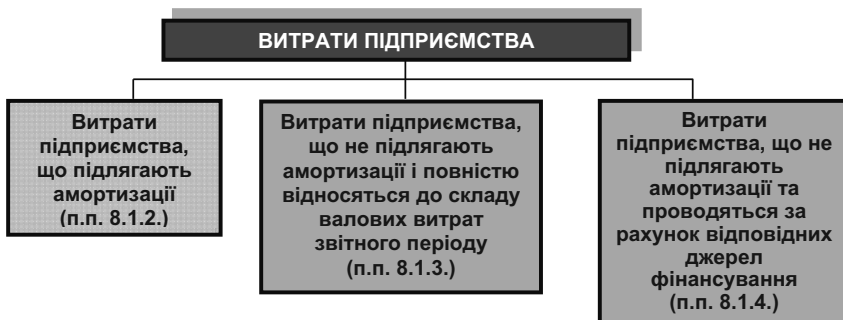 ВИТРАТИ ПІДПРИЄМСТВА
Витрати
підприємства,
що підлягають
амортизації
(п.п. 8.1.2.)
Витрати підприємства,
що не підлягають
амортизації і повністю
відносяться до складу
валових витрат
звітного періоду
(п.п. 8.1.3.)
Витрати
підприємства, що не
підлягають
амортизації та
проводяться за
рахунок відповідних
джерел
фінансування
(п.п. 8.1.4.)